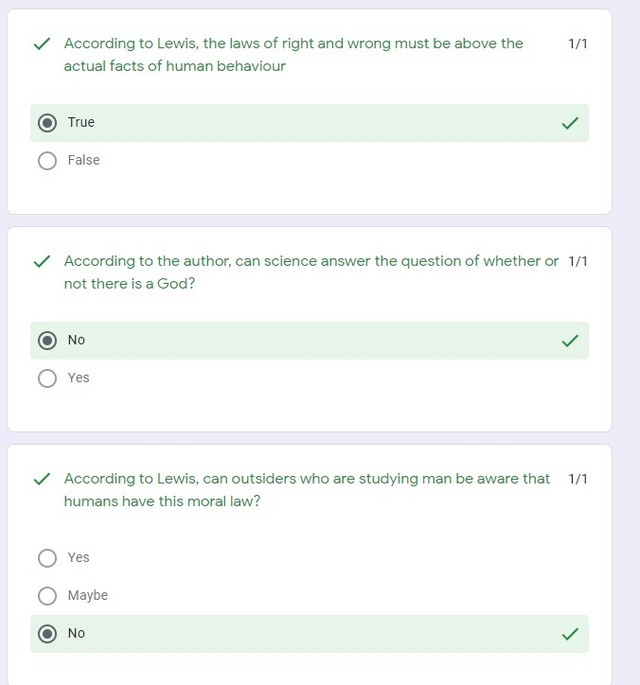 According to Lewis, the laws of right and wrong must be above the 1/1
actual facts of human behaviour
True
False
According to the author, can science answer the question of whether or 1/1
not there is a God?
No
Yes
According to Lewis, can outsiders who are studying man be aware that 1/1
humans have this moral law?
Yes
Maybe
No